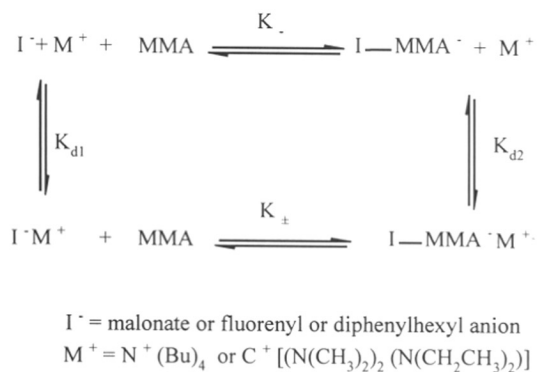 K₋
I⁻ + M⁺ + MMA I—MMA⁻ + M⁺
K_d1 K_d2
K±
I⁻M⁺ + MMA I—MMA⁻M⁺
I⁻ = malonate or fluorenyl or diphenylhexyl anion
M⁺ = N⁺(Bu)₄ or C⁺[(N(CH₃)₂)₂ (N(CH₂CH₃)₂)]